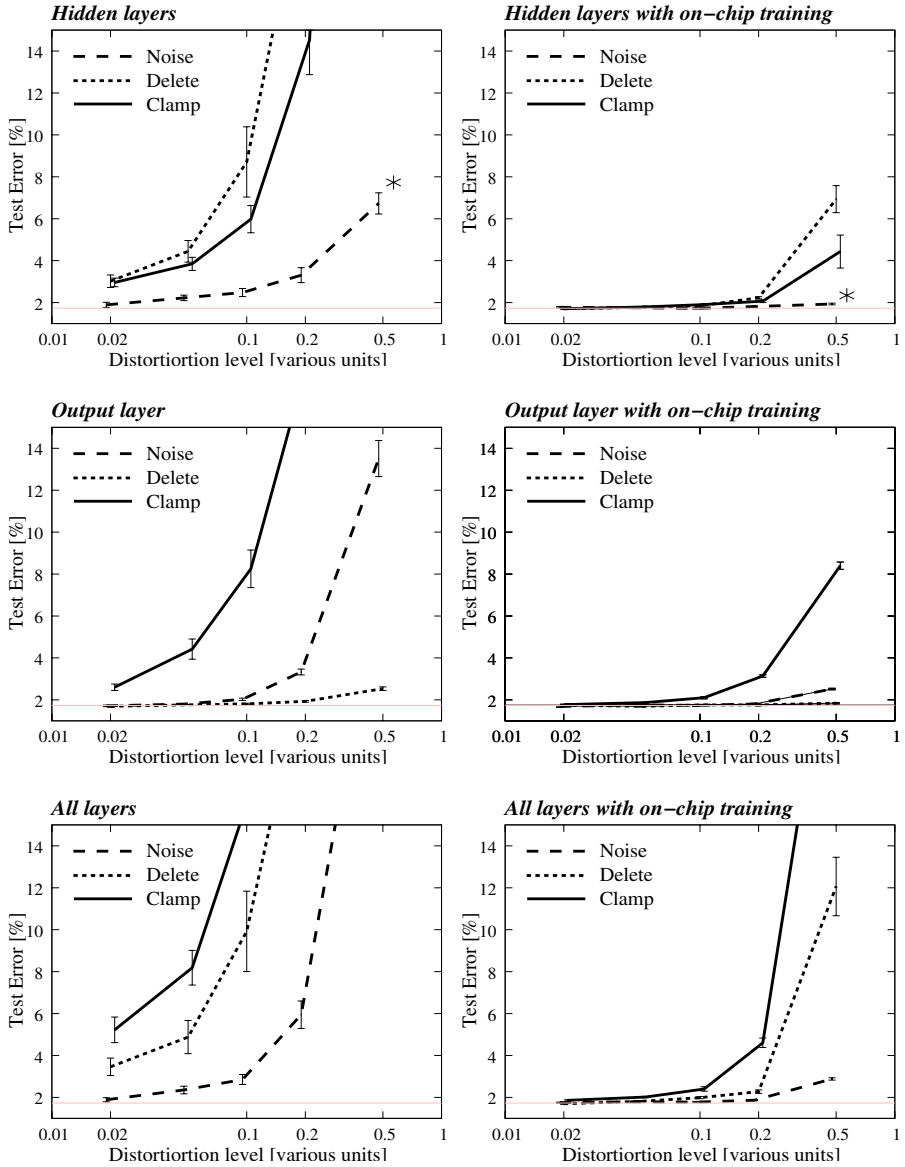 Hidden layers
Noise
Delete
Clamp
14
12
10
8
6
4
2
Test Error [%]
*
0.01 0.02 0.1 0.2 0.5 1
Distortiortion level [various units]
Hidden layers with on−chip training
Noise
Delete
Clamp
14
12
10
8
6
4
2
Test Error [%]
*
0.01 0.02 0.1 0.2 0.5 1
Distortiortion level [various units]
Output layer
Noise
Delete
Clamp
14
12
10
8
6
4
2
Test Error [%]
0.01 0.02 0.1 0.2 0.5 1
Distortiortion level [various units]
Output layer with on−chip training
Noise
Delete
Clamp
14
12
10
8
6
4
2
Test Error [%]
0.01 0.02 0.1 0.2 0.5 1
Distortiortion level [various units]
All layers
Noise
Delete
Clamp
14
12
10
8
6
4
2
Test Error [%]
0.01 0.02 0.1 0.2 0.5 1
Distortiortion level [various units]
All layers with on−chip training
Noise
Delete
Clamp
14
12
10
8
6
4
2
Test Error [%]
0.01 0.02 0.1 0.2 0.5 1
Distortiortion level [various units]